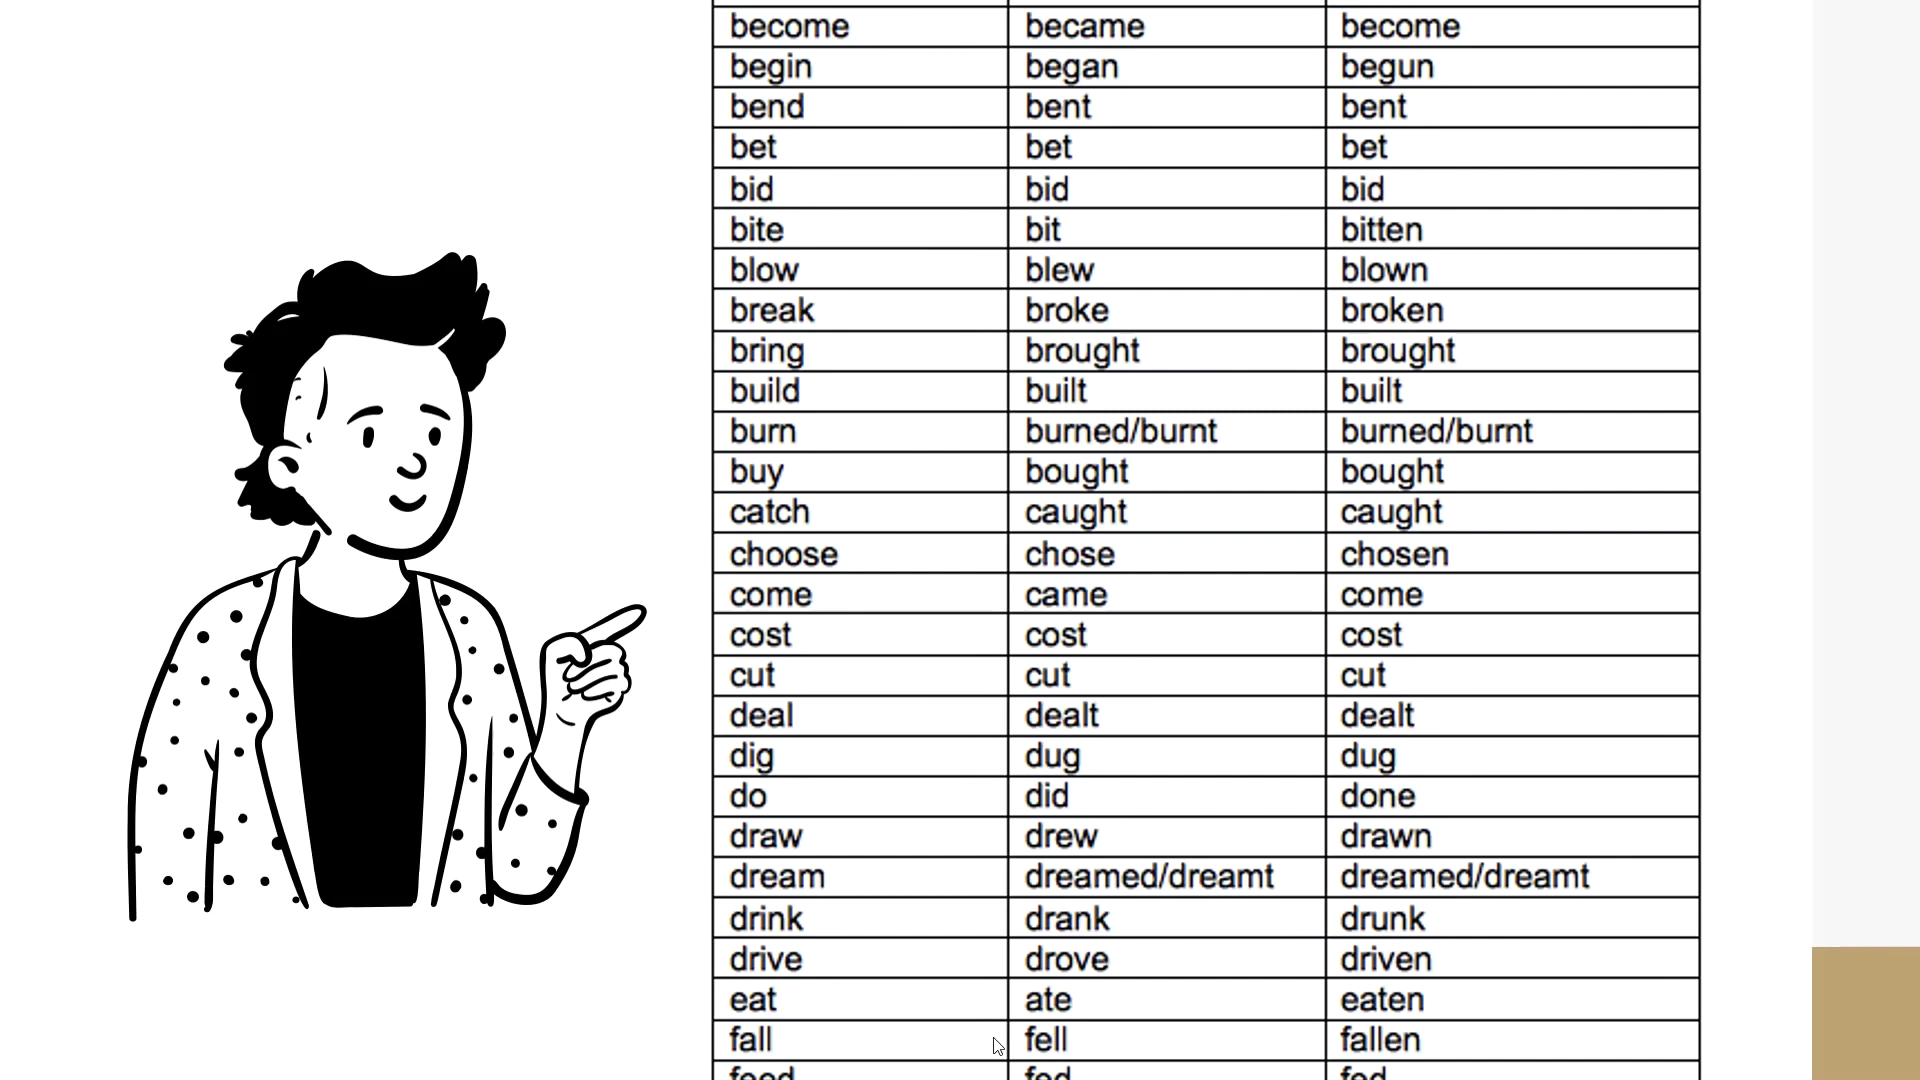 become became become
begin began begun
bend bent bent
bet bet bet
bid bid bid
bite bit bitten
blow blew blown
break broke broken
bring brought brought
build built built
burn burned/burnt burned/burnt
buy bought bought
catch caught caught
choose chose chosen
come came come
cost cost cost
cut cut cut
deal dealt dealt
dig dug dug
do did done
draw drew drawn
dream dreamed/dreamt dreamed/dreamt
drink drank drunk
drive drove driven
eat ate eaten
fall fell fallen
feed fed fed